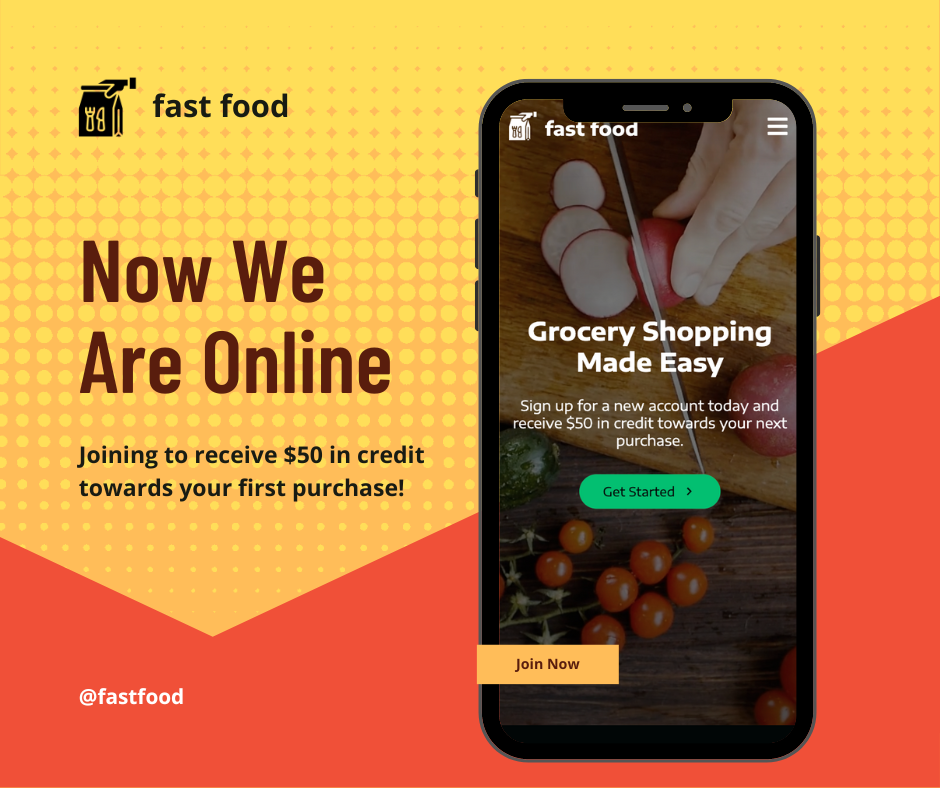 fast food
Now We
Are Online
Joining to receive $50 in credit
towards your first purchase!
@fastfood
fast food
Grocery Shopping
Made Easy
Sign up for a new account today and
receive $50 in credit towards your next
purchase.
Get Started
Join Now